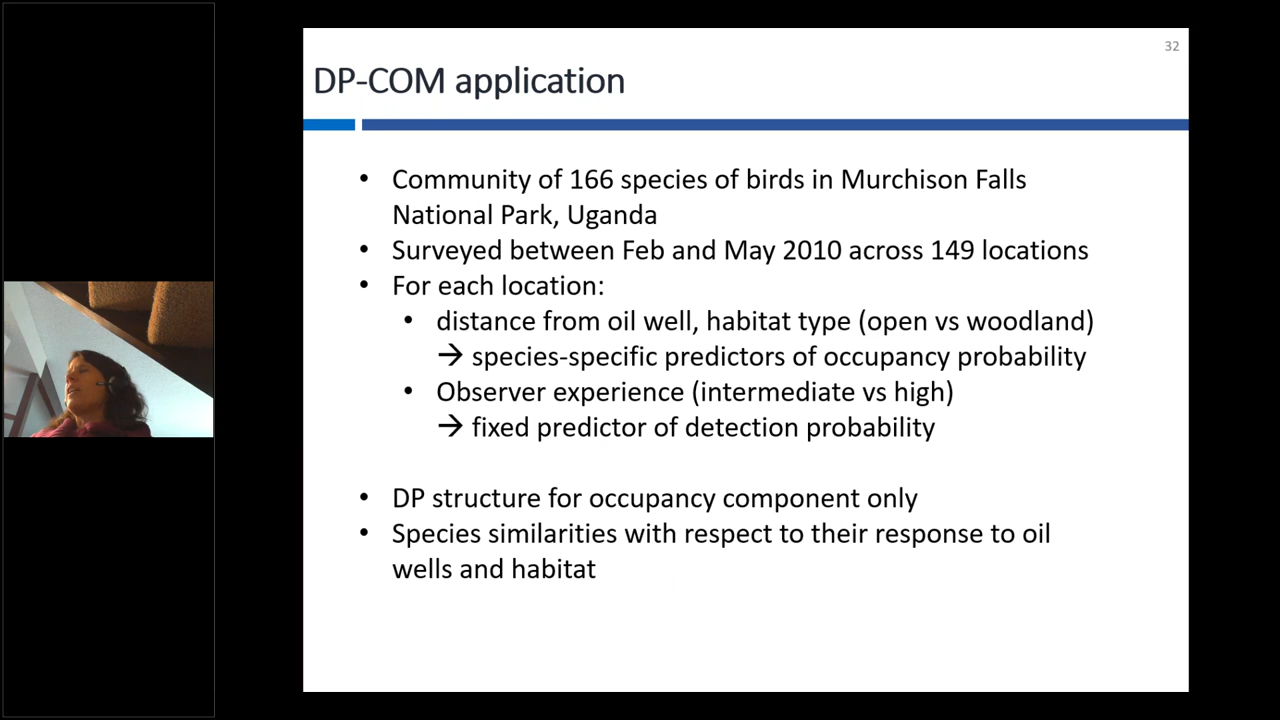 32
DP-COM application
• Community of 166 species of birds in Murchison Falls
National Park, Uganda
• Surveyed between Feb and May 2010 across 149 locations
• For each location:
• distance from oil well, habitat type (open vs woodland)
→ species-specific predictors of occupancy probability
• Observer experience (intermediate vs high)
→ fixed predictor of detection probability
• DP structure for occupancy component only
• Species similarities with respect to their response to oil
wells and habitat